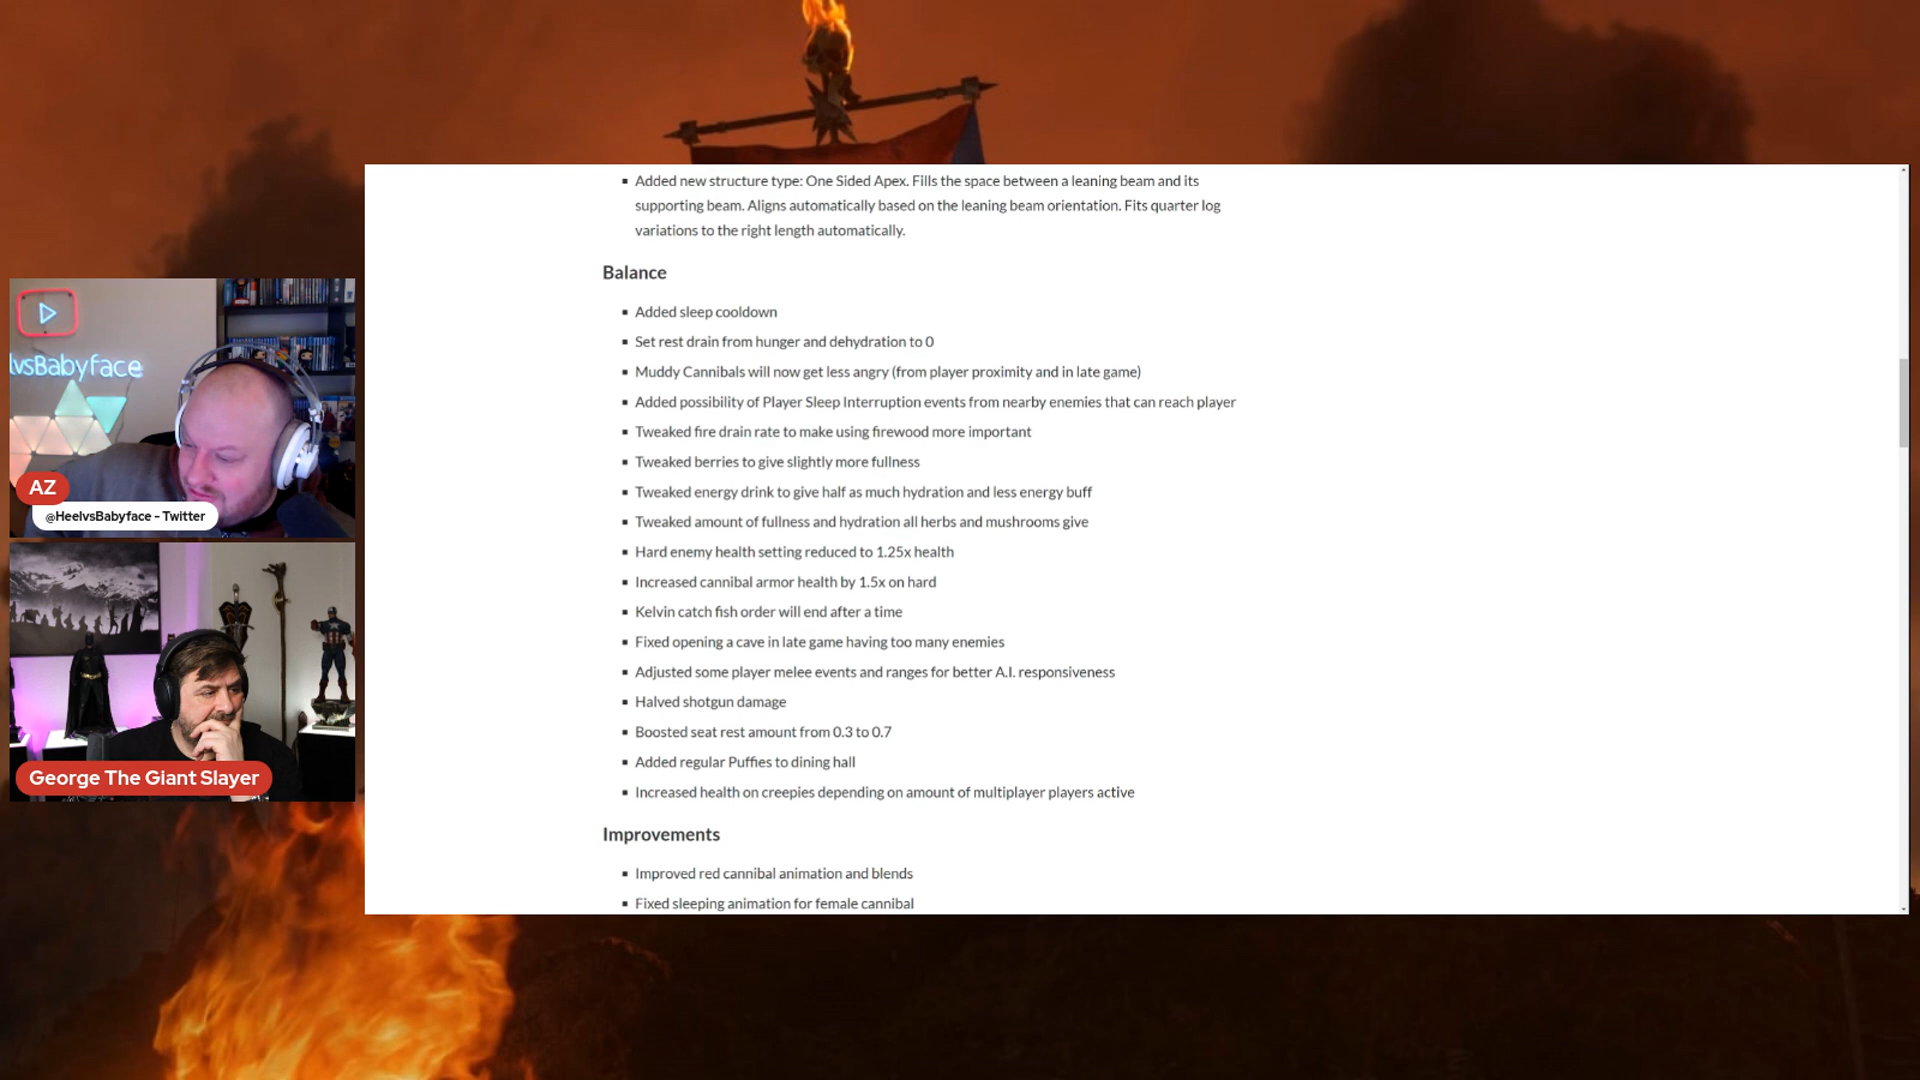 Added new structure type: One Sided Apex. Fills the space between a leaning beam and its
supporting beam. Aligns automatically based on the leaning beam orientation. Fits quarter log
variations to the right length automatically.
Balance
Added sleep cooldown
Set rest drain from hunger and dehydration to 0
Muddy Cannibals will now get less angry (from player proximity and in late game)
Added possibility of Player Sleep Interruption events from nearby enemies that can reach player
Tweaked fire drain rate to make using firewood more important
Tweaked berries to give slightly more fullness
Tweaked energy drink to give half as much hydration and less energy buff
Tweaked amount of fullness and hydration all herbs and mushrooms give
Hard enemy health setting reduced to 1.25x health
Increased cannibal armor health by 1.5x on hard
Kelvin catch fish order will end after a time
Fixed opening a cave in late game having too many enemies
Adjusted some player melee events and ranges for better A.I. responsiveness
Halved shotgun damage
Boosted seat rest amount from 0.3 to 0.7
Added regular Puffies to dining hall
Increased health on creepies depending on amount of multiplayer players active
Improvements
Improved red cannibal animation and blends
Fixed sleeping animation for female cannibal
lvsBabyface
AZ
@HeelvsBabyface - Twitter
George The Giant Slayer